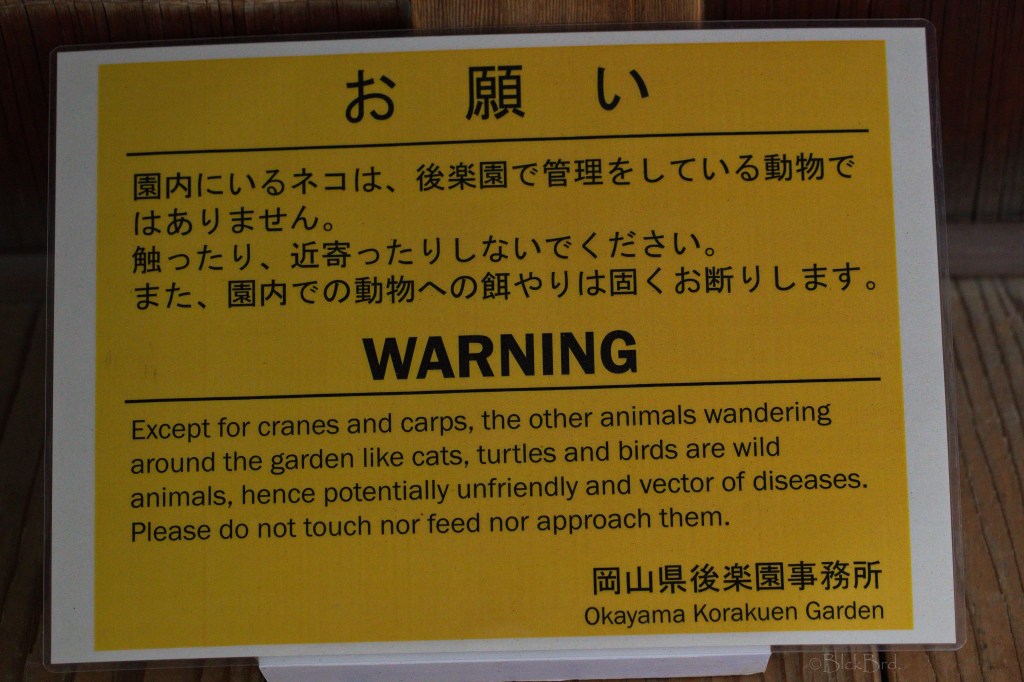 お願い
園内にいるネコは、後楽園で管理をしている動物で
はありません。
触ったり、近寄ったりしないでください。
また、園内での動物への餌やりは固くお断りします。
WARNING
Except for cranes and carps, the other animals wandering
around the garden like cats, turtles and birds are wild
animals, hence potentially unfriendly and vector of diseases.
Please do not touch nor feed nor approach them.
岡山県後楽園事務所
Okayama Korakuen Garden
©BlckBrd